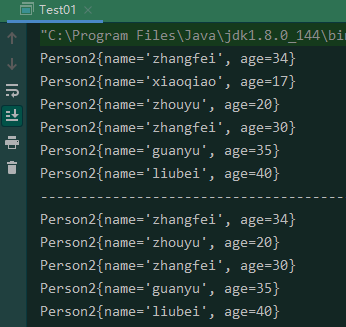 Test01
"C:\Program Files\Java\jdk1.8.0_144\bin
Person2{name='zhangfei', age=34}
Person2{name='xiaoqiao', age=17}
Person2{name='zhouyu', age=20}
Person2{name='zhangfei', age=30}
Person2{name='guanyu', age=35}
Person2{name='liubei', age=40}
--------------------------------------
Person2{name='zhangfei', age=34}
Person2{name='zhouyu', age=20}
Person2{name='zhangfei', age=30}
Person2{name='guanyu', age=35}
Person2{name='liubei', age=40}